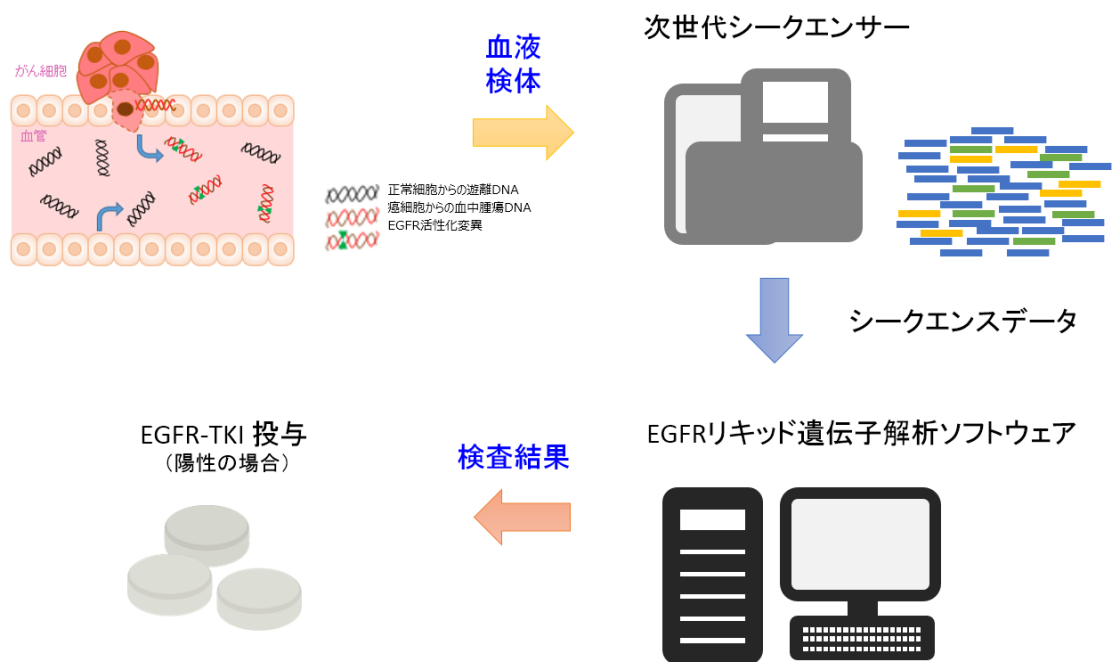 がん細胞
血管
正常細胞からの遊離DNA
癌細胞からの血中腫瘍DNA
EGFR活性化変異
血液
検体
次世代シークエンサー
シークエンスデータ
EGFRリキッド遺伝子解析ソフトウェア
検査結果
EGFR-TKI 投与
（陽性の場合）